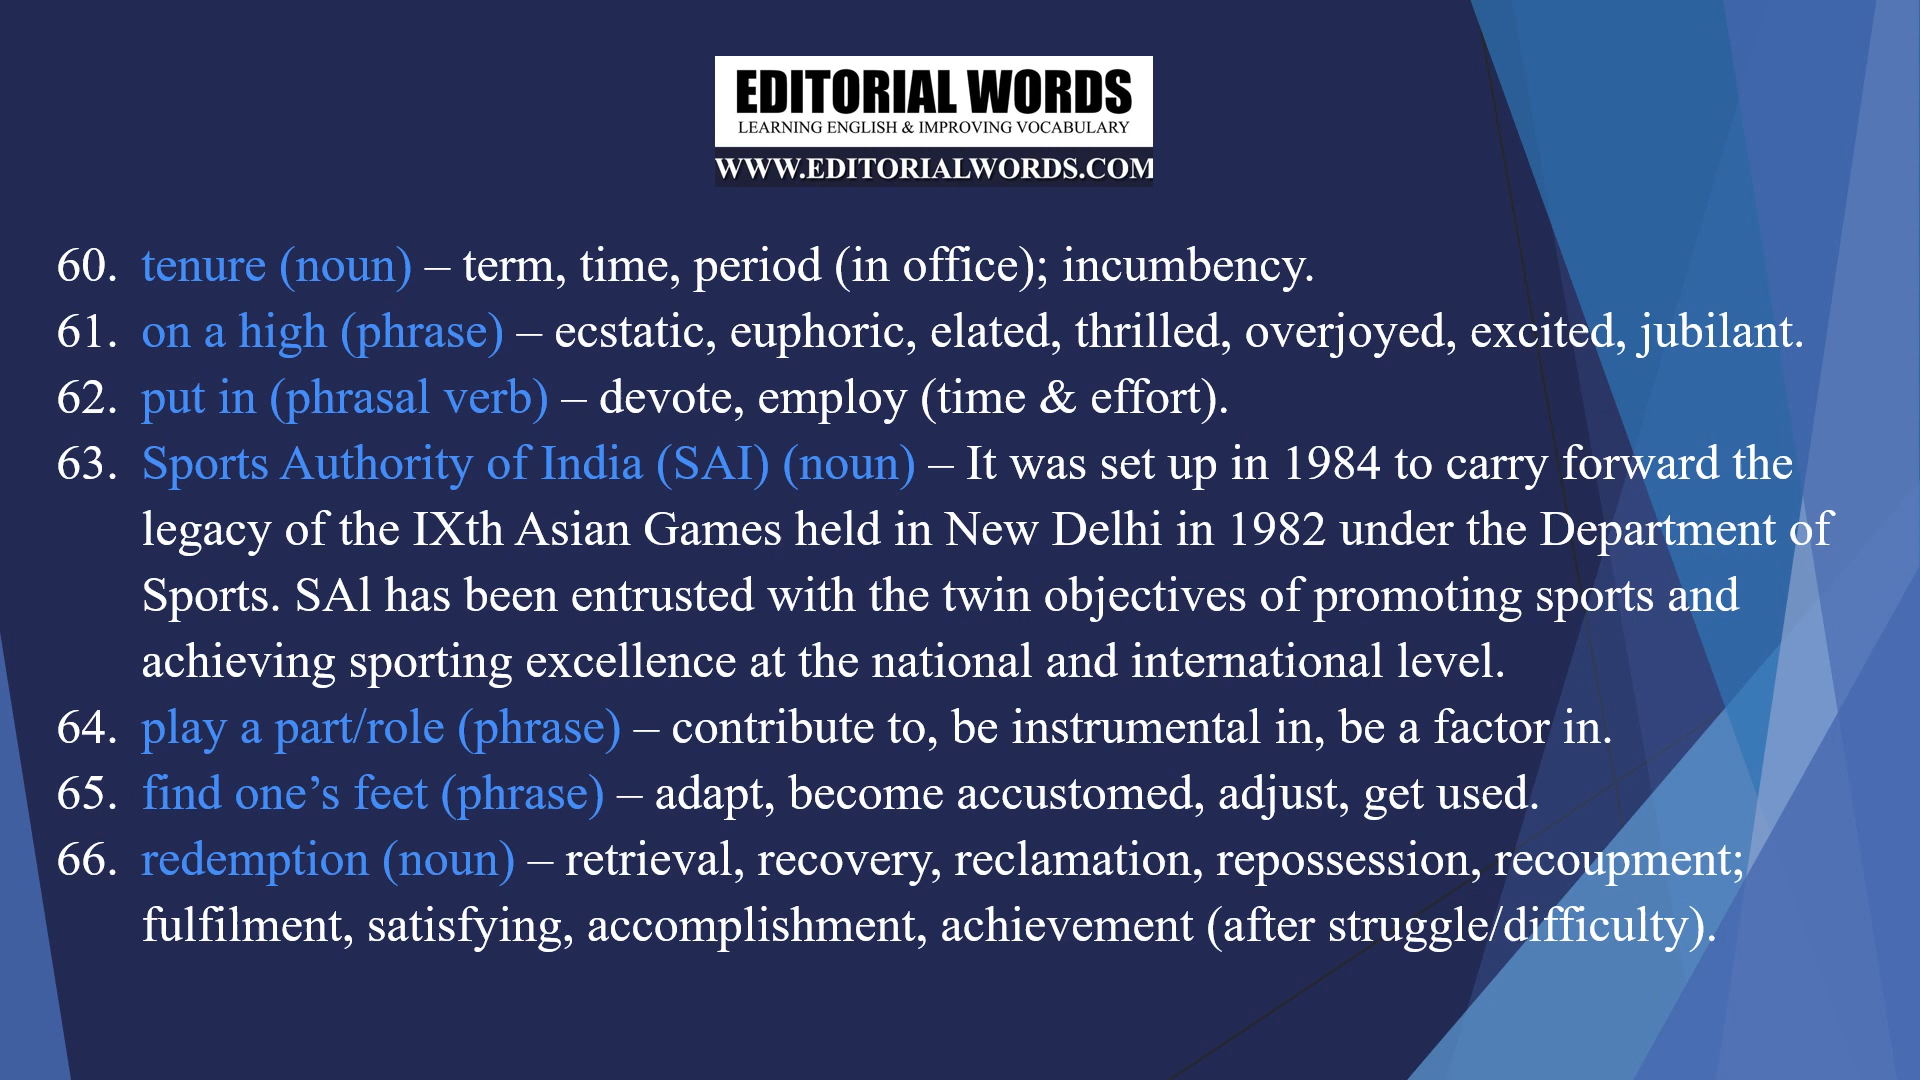 EDITORIAL WORDS
LEARNING ENGLISH & IMPROVING VOCABULARY
WWW.EDITORIALWORDS.COM
60. tenure (noun) – term, time, period (in office); incumbency.
61. on a high (phrase) – ecstatic, euphoric, elated, thrilled, overjoyed, excited, jubilant.
62. put in (phrasal verb) – devote, employ (time & effort).
63. Sports Authority of India (SAI) (noun) – It was set up in 1984 to carry forward the
legacy of the IXth Asian Games held in New Delhi in 1982 under the Department of
Sports. SAl has been entrusted with the twin objectives of promoting sports and
achieving sporting excellence at the national and international level.
64. play a part/role (phrase) – contribute to, be instrumental in, be a factor in.
65. find one’s feet (phrase) – adapt, become accustomed, adjust, get used.
66. redemption (noun) – retrieval, recovery, reclamation, repossession, recoupment;
fulfilment, satisfying, accomplishment, achievement (after struggle/difficulty).